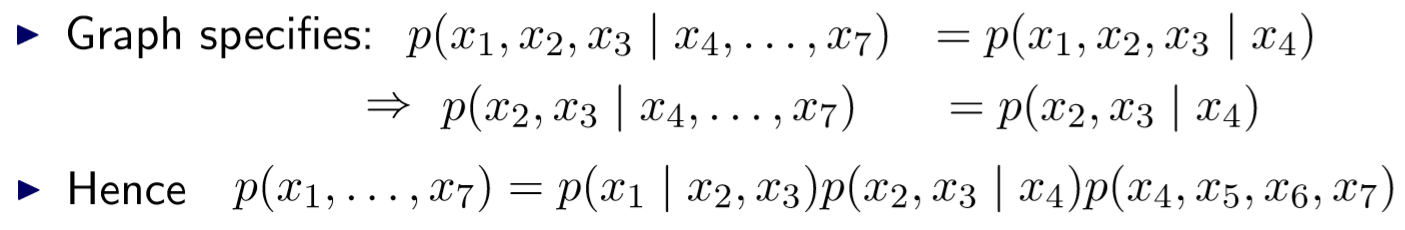 ▶ Graph specifies: p(x₁, x₂, x₃ | x₄, . . . , x₇) = p(x₁, x₂, x₃ | x₄)
⇒ p(x₂, x₃ | x₄, . . . , x₇) = p(x₂, x₃ | x₄)
▶ Hence p(x₁, . . . , x₇) = p(x₁ | x₂, x₃)p(x₂, x₃ | x₄)p(x₄, x₅, x₆, x₇)